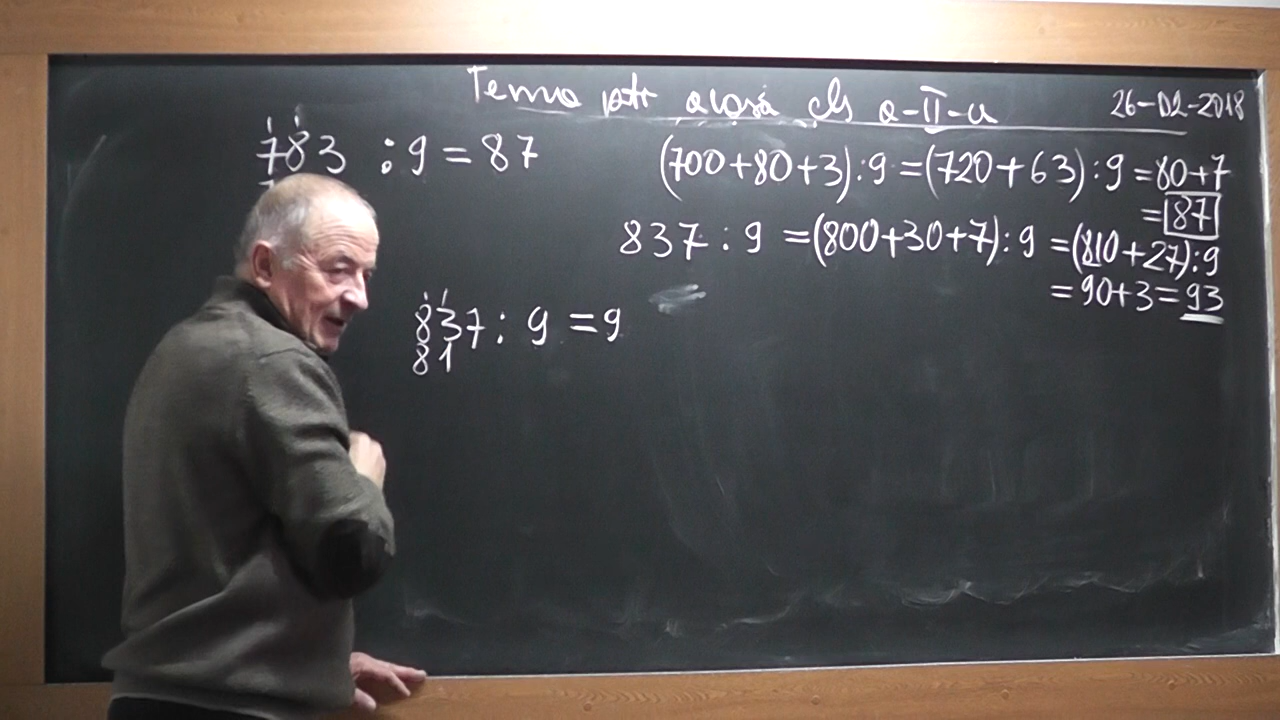 Tema ptr acasă cls a-II-a 26-02-2018
783 : 9 = 87
(700+80+3):9 =(720+63):9 =80+7
= 87
837 : 9 =(800+30+7):9 =(810+27):9
= 90+3=93
837: 9 =9
81